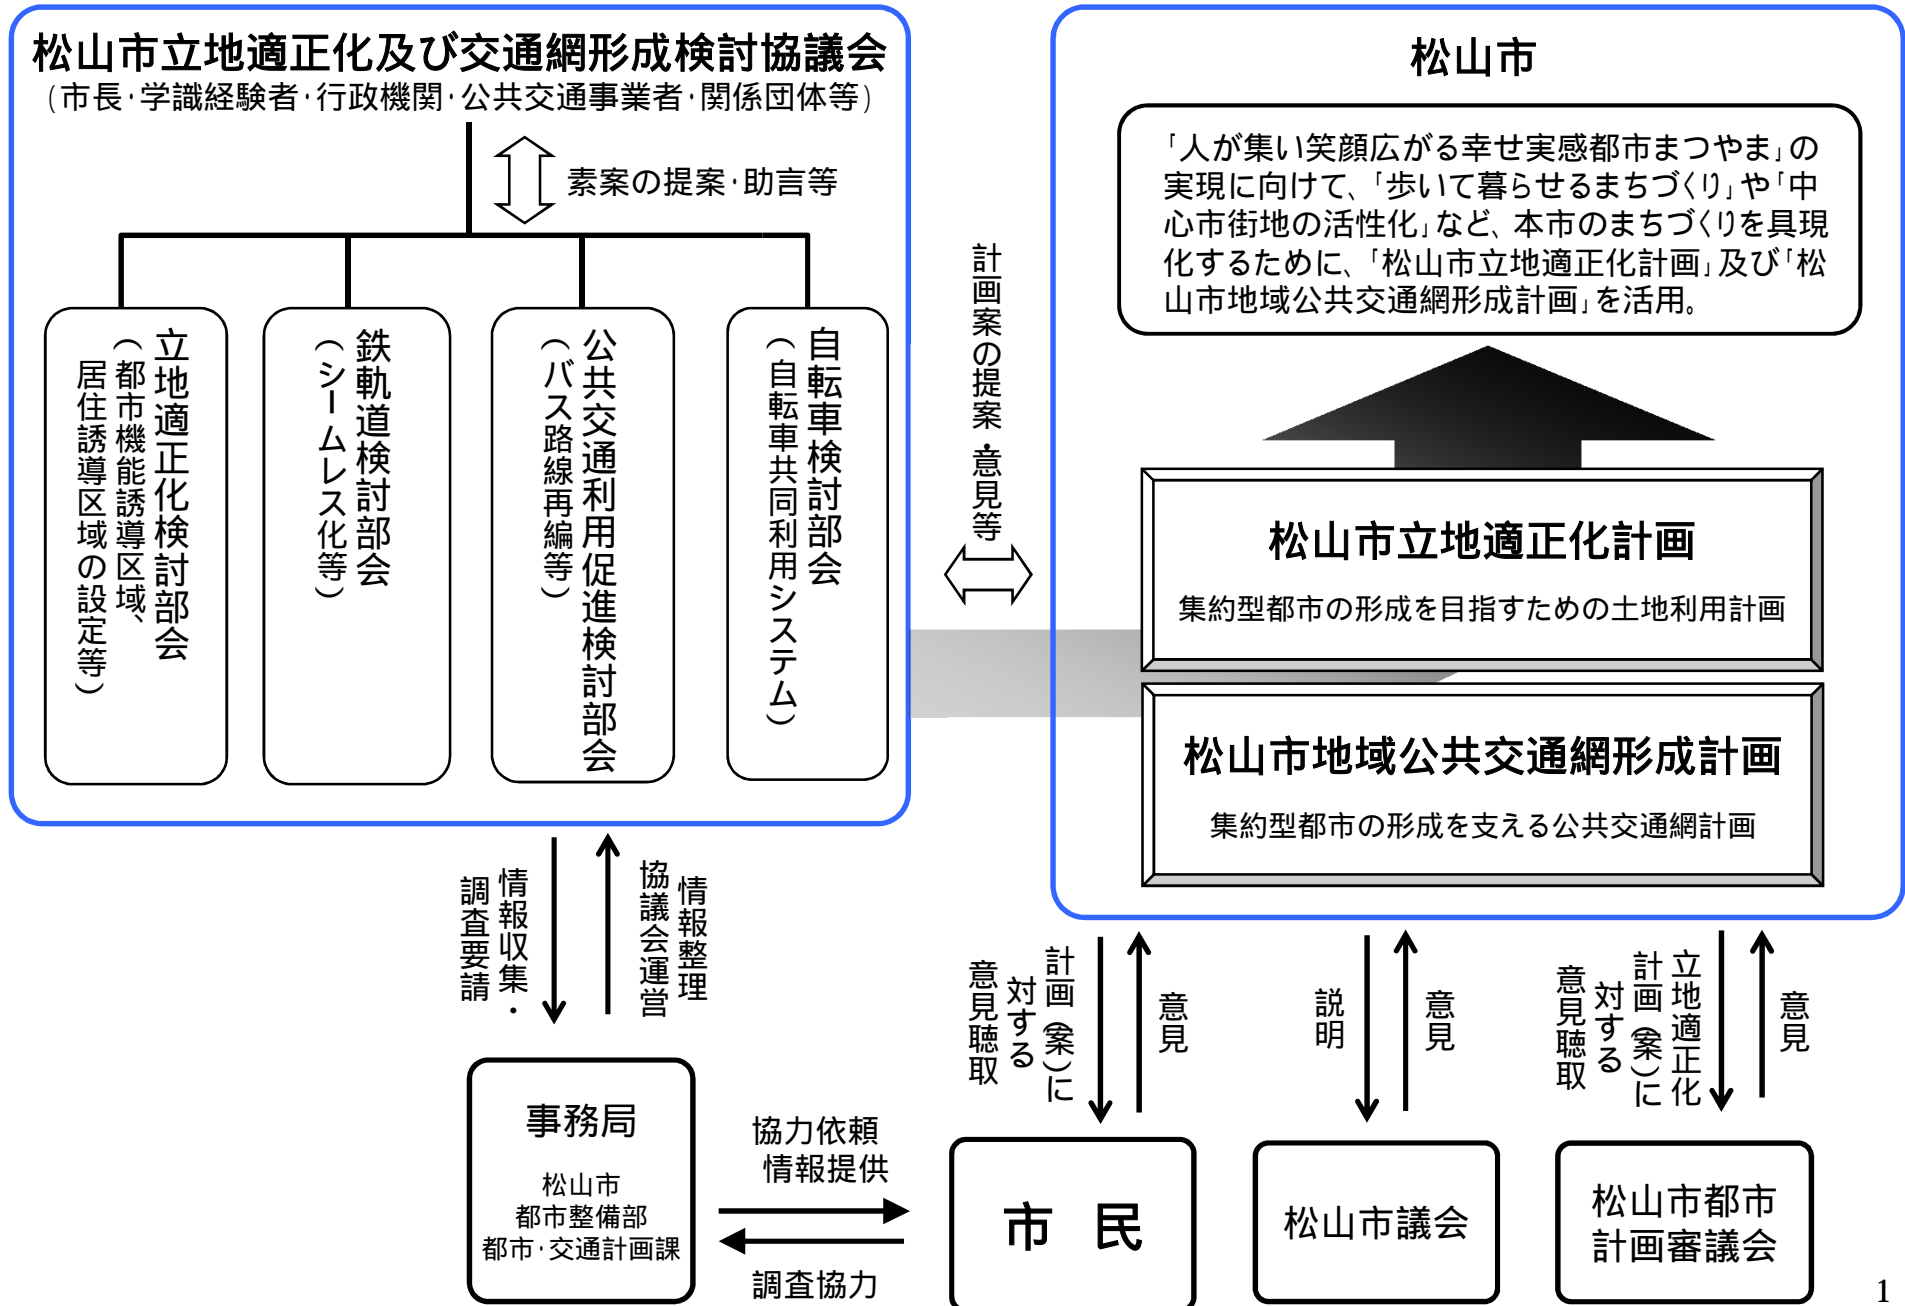 松山市立地適正化及び交通網形成検討協議会
(市長・学識経験者・行政機関・公共交通事業者・関係団体等)
素案の提案・助言等
立地適正化検討部会
(都市機能誘導区域、
居住誘導区域の設定等)
鉄軌道検討部会
(シームレス化等)
公共交通利用促進検討部会
(バス路線再編等)
自転車検討部会
(自転車共同利用システム)
計画案の提案・意見等
松山市
「人が集い笑顔広がる幸せ実感都市まつやま」の
実現に向けて、「歩いて暮らせるまちづくり」や「中
心市街地の活性化」など、本市のまちづくりを具現
化するために、「松山市立地適正化計画」及び「松
山市地域公共交通網形成計画」を活用。
松山市立地適正化計画
集約型都市の形成を目指すための土地利用計画
松山市地域公共交通網形成計画
集約型都市の形成を支える公共交通網計画
情報収集・
調査要請
情報整理
協議会運営
計画(案)に
対する
意見聴取
意見
説明
意見
立地適正化
計画(案)に
対する
意見聴取
意見
事務局
松山市
都市整備部
都市・交通計画課
協力依頼
情報提供
調査協力
市 民
松山市議会
松山市都市
計画審議会
1